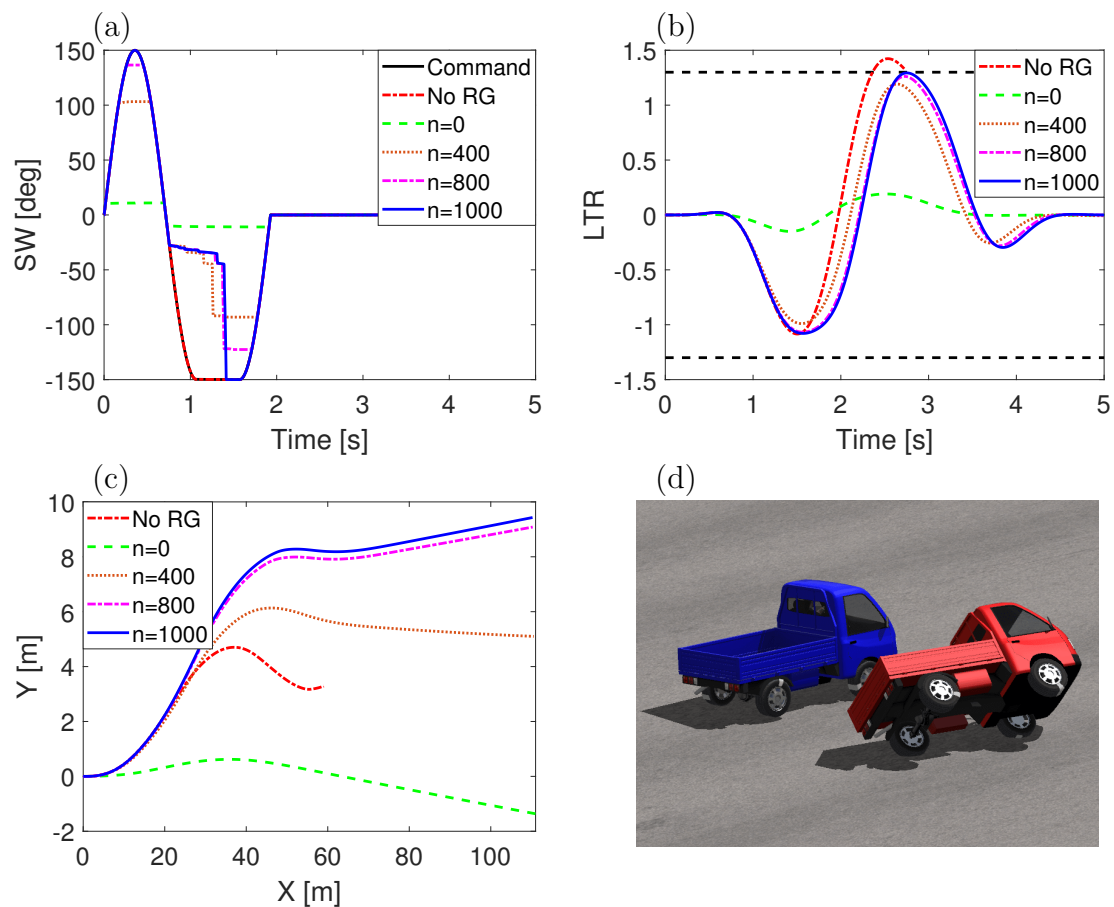 (a)
SW [deg]
150
100
50
0
-50
-100
-150
0 1 2 3 4 5
Time [s]
Command
No RG
n=0
n=400
n=800
n=1000
(b)
LTR
1.5
1
0.5
0
-0.5
-1
-1.5
0 1 2 3 4 5
Time [s]
No RG
n=0
n=400
n=800
n=1000
(c)
Y [m]
10
8
6
4
2
0
-2
0 20 40 60 80 100
X [m]
No RG
n=0
n=400
n=800
n=1000
(d)